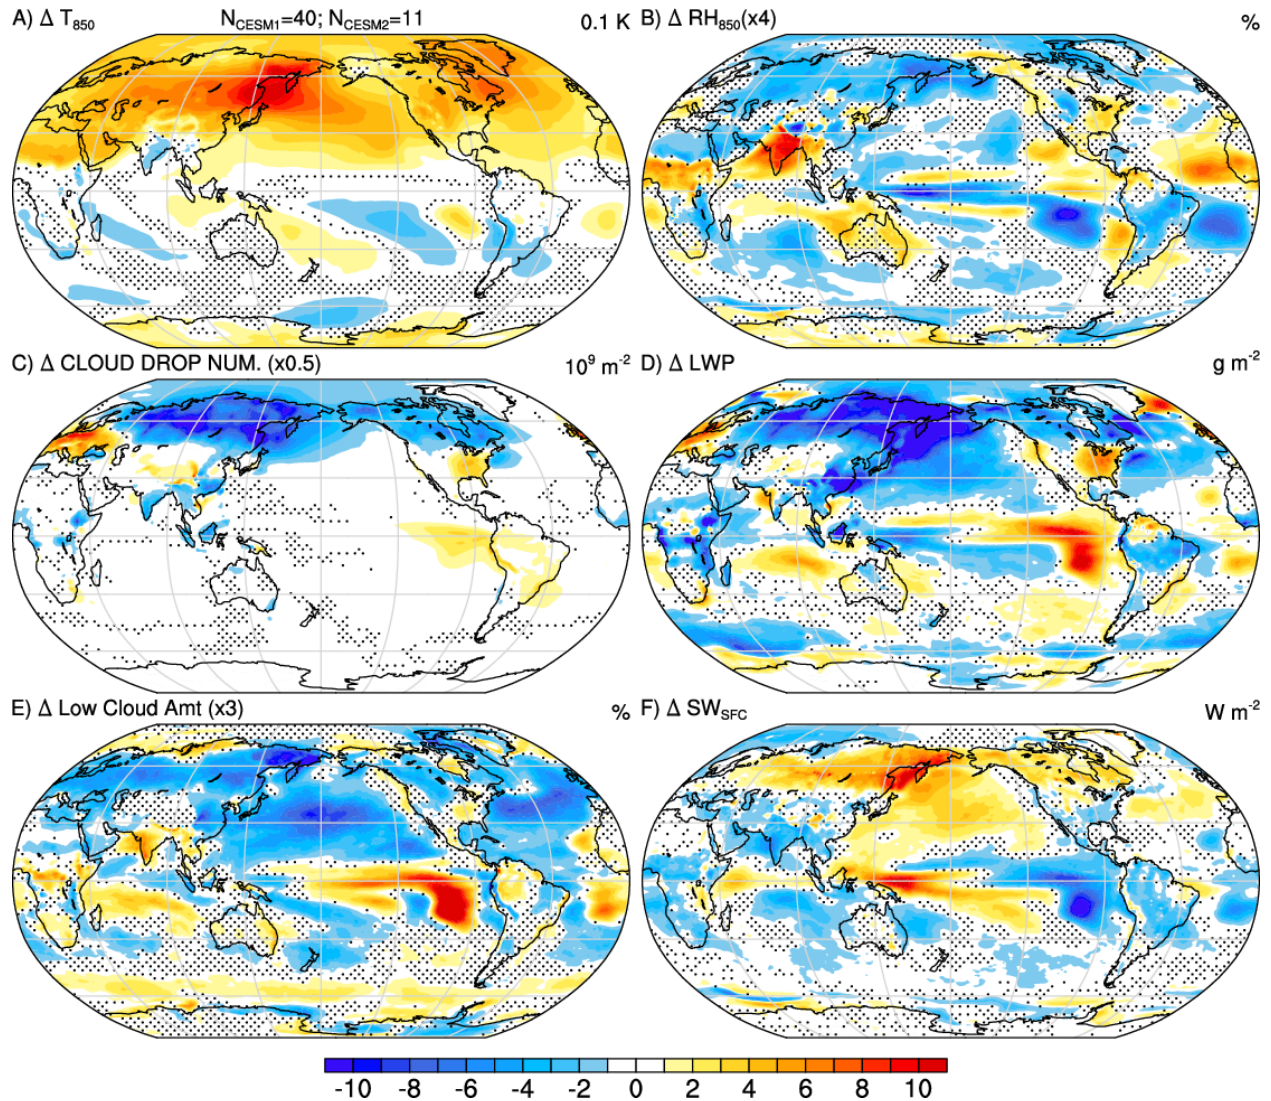 A) Δ T850 NCESM1=40; NCESM2=11 0.1 K
B) Δ RH850(x4) %
C) Δ CLOUD DROP NUM. (x0.5) 10⁹ m⁻²
D) Δ LWP g m⁻²
E) Δ Low Cloud Amt (x3) %
F) Δ SWSFC W m⁻²
-10 -8 -6 -4 -2 0 2 4 6 8 10